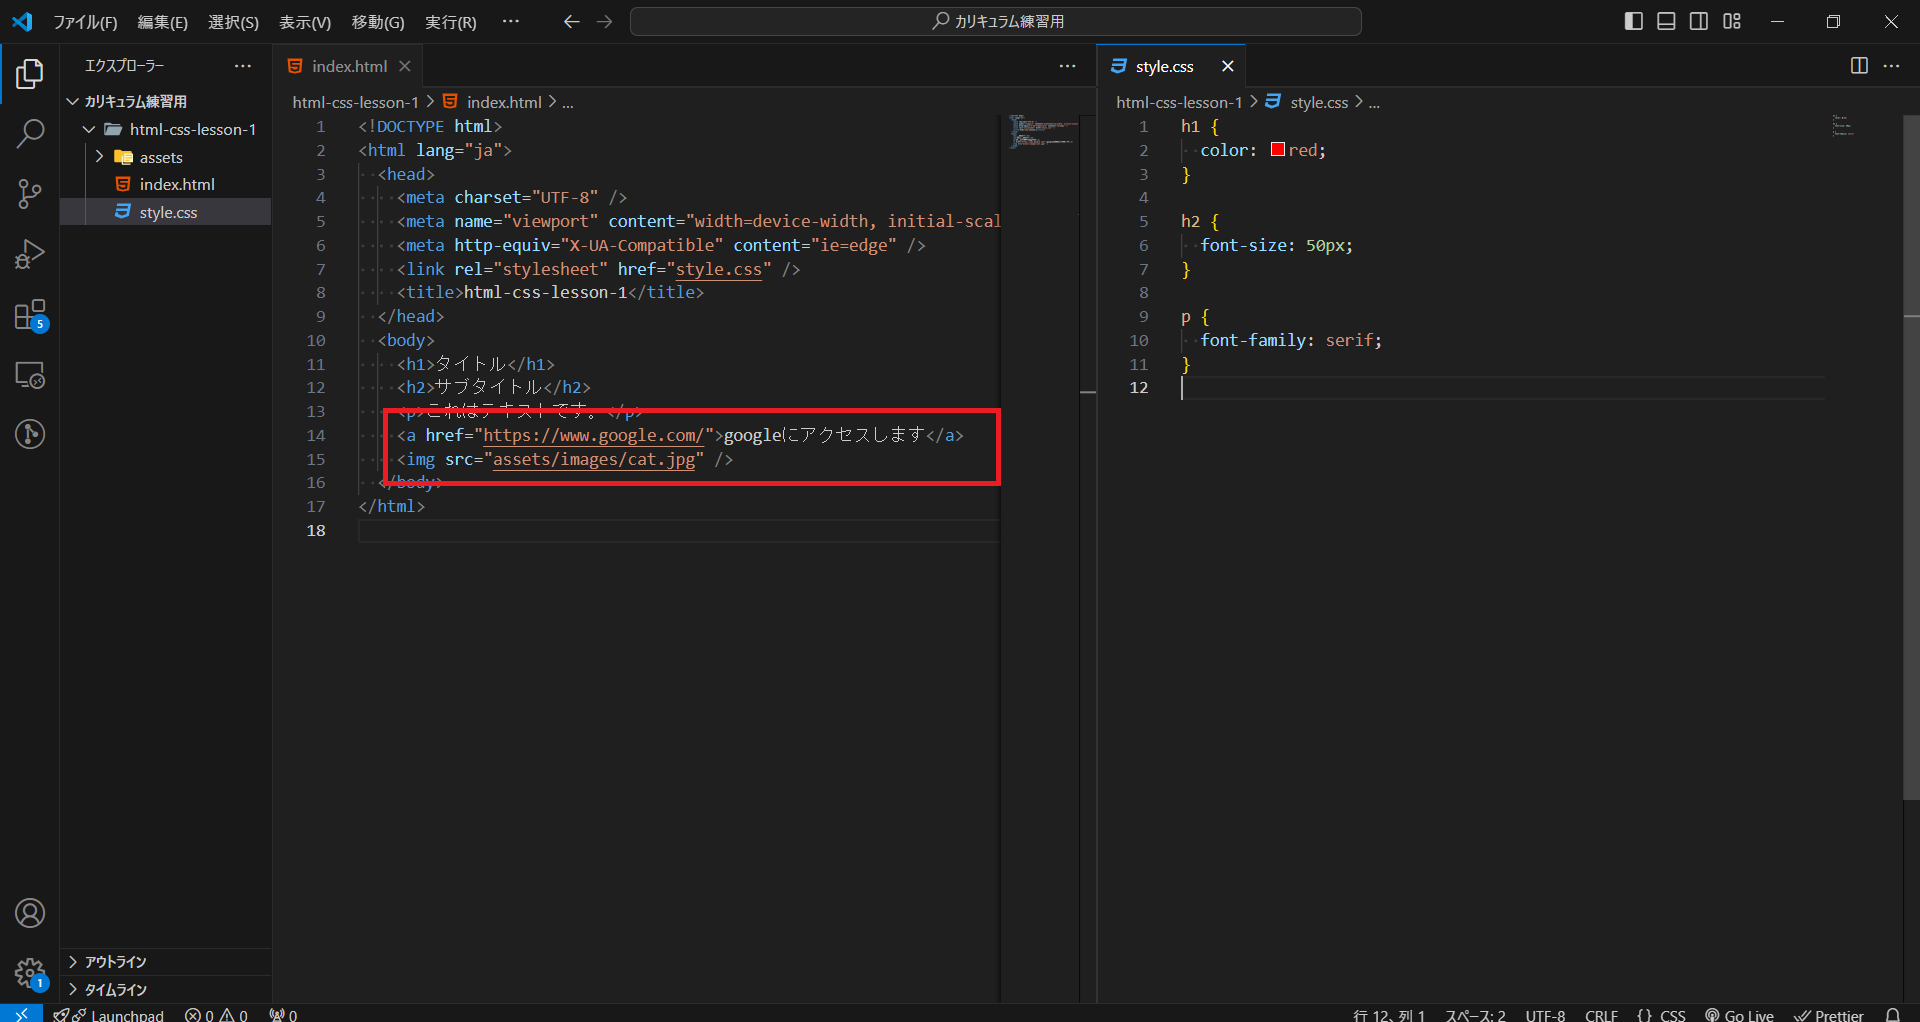 ファイル(F) 編集(E) 選択(S) 表示(V) 移動(G) 実行(R) ··· カリキュラム練習用
エクスプローラー ···
カリキュラム練習用
html-css-lesson-1
assets
index.html
style.css
アウトライン
タイムライン
5
1
index.html ···
html-css-lesson-1 > index.html > ...
1 <!DOCTYPE html>
2 <html lang="ja">
3 <head>
4 <meta charset="UTF-8" />
5 <meta name="viewport" content="width=device-width, initial-scal
6 <meta http-equiv="X-UA-Compatible" content="ie=edge" />
7 <link rel="stylesheet" href="style.css" />
8 <title>html-css-lesson-1</title>
9 </head>
10 <body>
11 <h1>タイトル</h1>
12 <h2>サブタイトル</h2>
13 <p>これはテキストです。</p>
14 <a href="https://www.google.com/">googleにアクセスします</a>
15 <img src="assets/images/cat.jpg" />
16 </body>
17 </html>
18
style.css ···
html-css-lesson-1 > style.css > ...
1 h1 {
2 color: red;
3 }
4
5 h2 {
6 font-size: 50px;
7 }
8
9 p {
10 font-family: serif;
11 }
12
Launchpad 0 0 0 行 12、列 1 スペース: 2 UTF-8 CRLF {} CSS Go Live Prettier